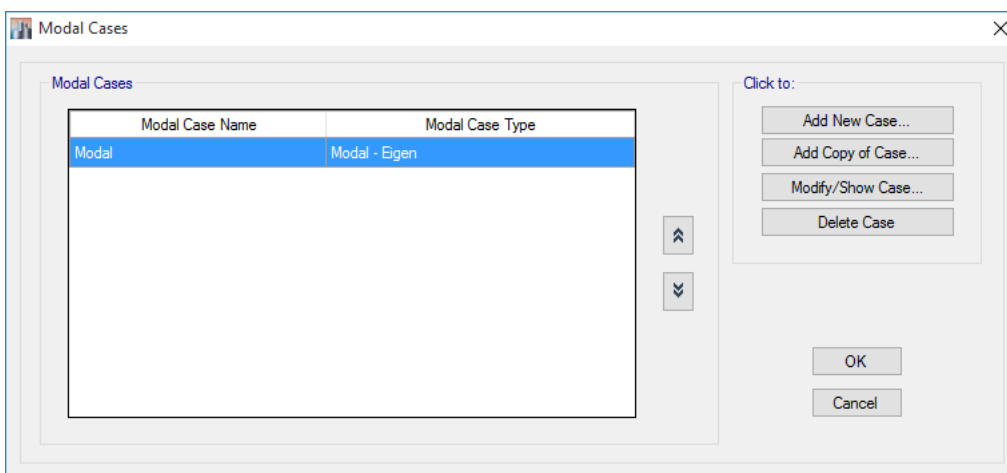 Modal Cases
Modal Cases
Modal Case Name Modal Case Type
Modal Modal - Eigen
Click to:
Add New Case...
Add Copy of Case...
Modify/Show Case...
Delete Case
OK
Cancel